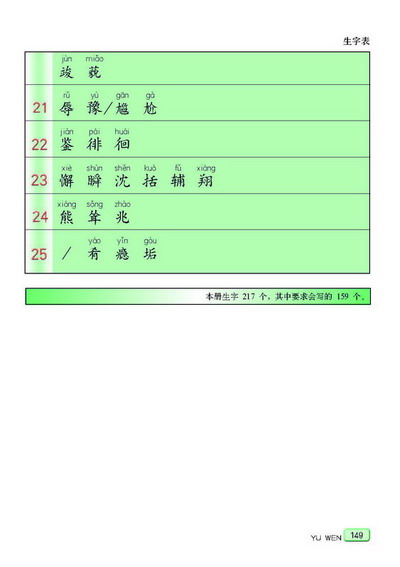 生字表
jùn miǎo
竣 藐
rǔ yù gān gà
21 辱 豫/尴 尬
jiàn pái huái
22 鉴 徘 徊
xiè shùn shěn kuò fǔ xiáng
23 懈 瞬 沈 括 辅 翔
xióng sǒng zhào
24 熊 耸 兆
yáo yǐn gòu
25 / 肴 瘾 垢
本册生字 217 个，其中要求会写的 159 个。
YU WEN 149